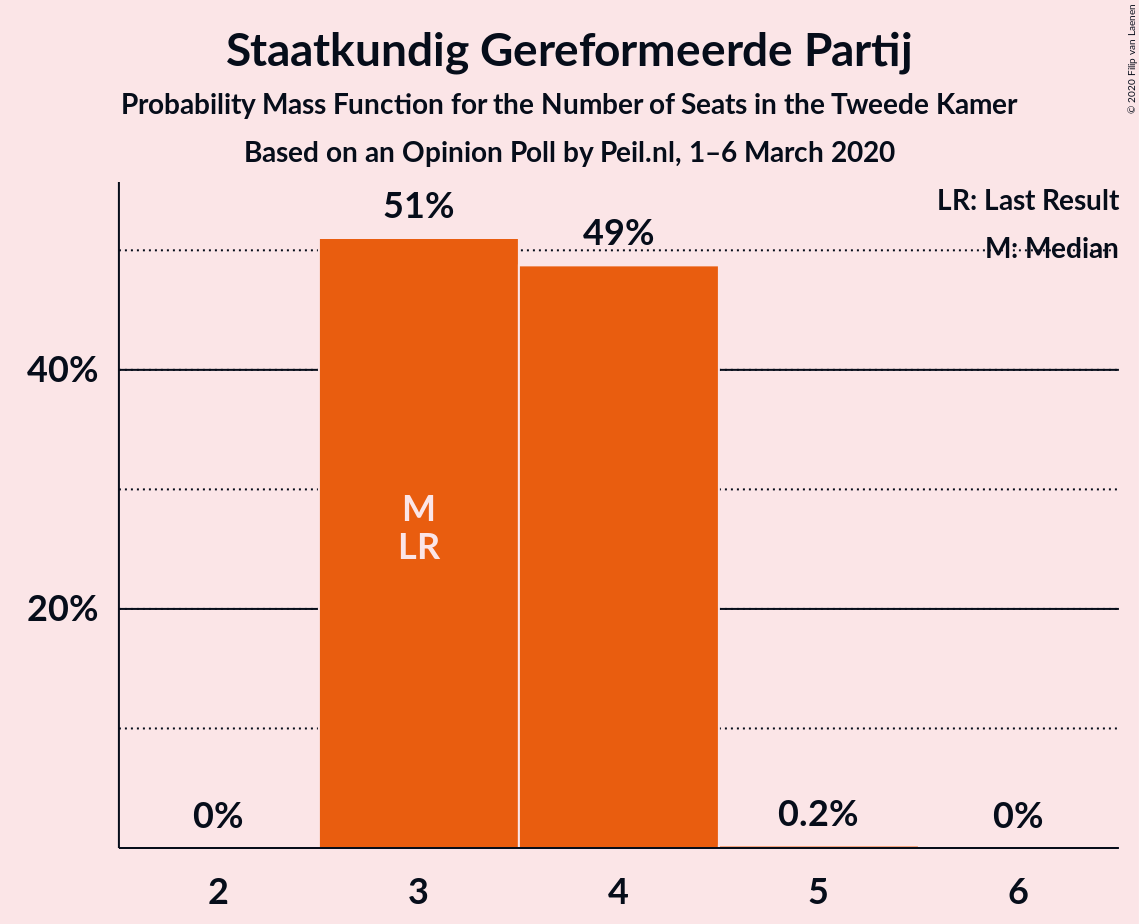 Staatkundig Gereformeerde Partij
Probability Mass Function for the Number of Seats in the Tweede Kamer
Based on an Opinion Poll by Peil.nl, 1–6 March 2020
© 2020 Filip van Laenen
LR: Last Result
M: Median
51%
49%
40%
20%
M
LR
0%
0.2%
0%
2
3
4
5
6